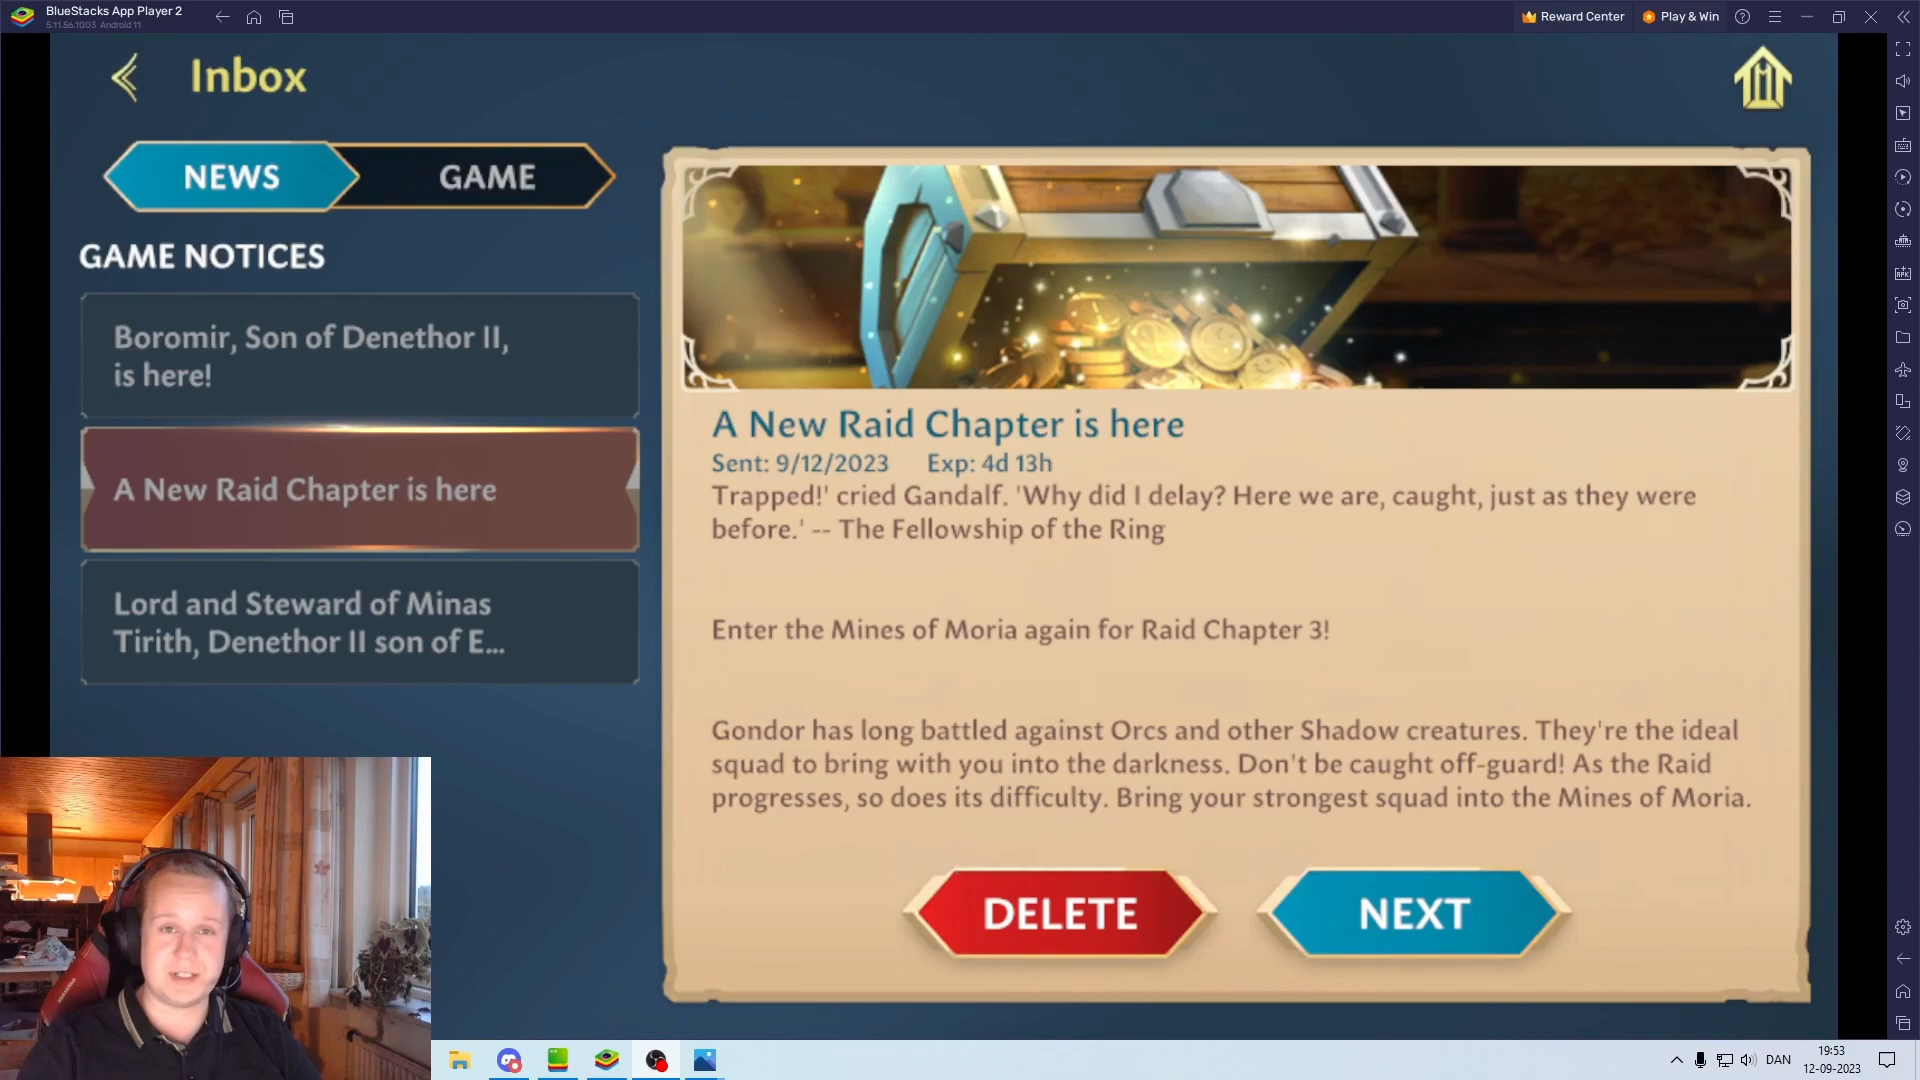 BlueStacks App Player 2
5.11.56.1003 Android 11
Reward Center
Play & Win
Inbox
NEWS
GAME
GAME NOTICES
Boromir, Son of Denethor II,
is here!
A New Raid Chapter is here
Lord and Steward of Minas
Tirith, Denethor II son of E...
A New Raid Chapter is here
Sent: 9/12/2023 Exp: 4d 13h
Trapped!' cried Gandalf. 'Why did I delay? Here we are, caught, just as they were
before.' -- The Fellowship of the Ring
Enter the Mines of Moria again for Raid Chapter 3!
Gondor has long battled against Orcs and other Shadow creatures. They're the ideal
squad to bring with you into the darkness. Don't be caught off-guard! As the Raid
progresses, so does its difficulty. Bring your strongest squad into the Mines of Moria.
DELETE
NEXT
DAN
19:53
12-09-2023